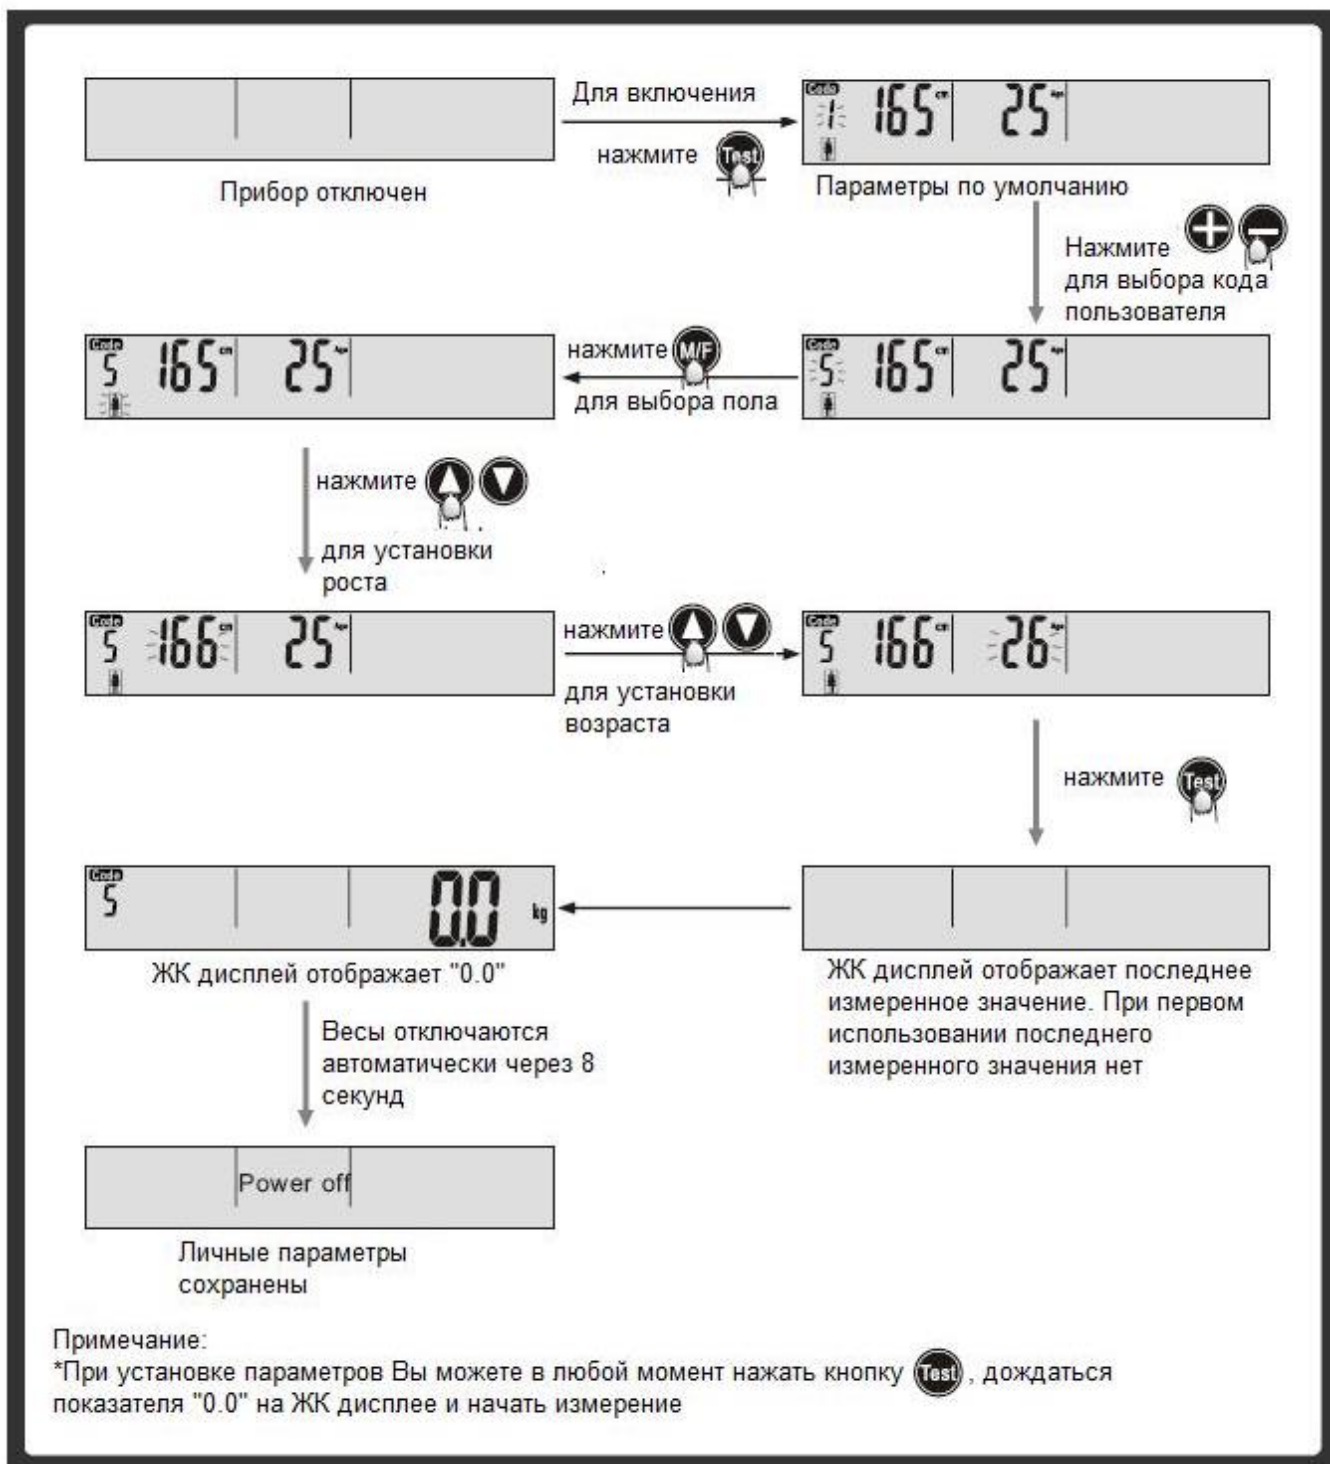 Для включения
нажмите Test
Прибор отключен
Code 1 165 cm 25 Age
Параметры по умолчанию
Нажмите
для выбора кода
пользователя
Code 5 165 cm 25 Age
нажмите M/F
для выбора пола
Code 5 165 cm 25 Age
нажмите
для установки
роста
Code 5 166 cm 25 Age
нажмите
для установки
возраста
Code 5 166 cm 26 Age
нажмите Test
ЖК дисплей отображает последнее
измеренное значение. При первом
использовании последнего
измеренного значения нет
Code 5 0.0 kg
ЖК дисплей отображает "0.0"
Весы отключаются
автоматически через 8
секунд
Power off
Личные параметры
сохранены
Примечание:
*При установке параметров Вы можете в любой момент нажать кнопку Test, дождаться
показателя "0.0" на ЖК дисплее и начать измерение